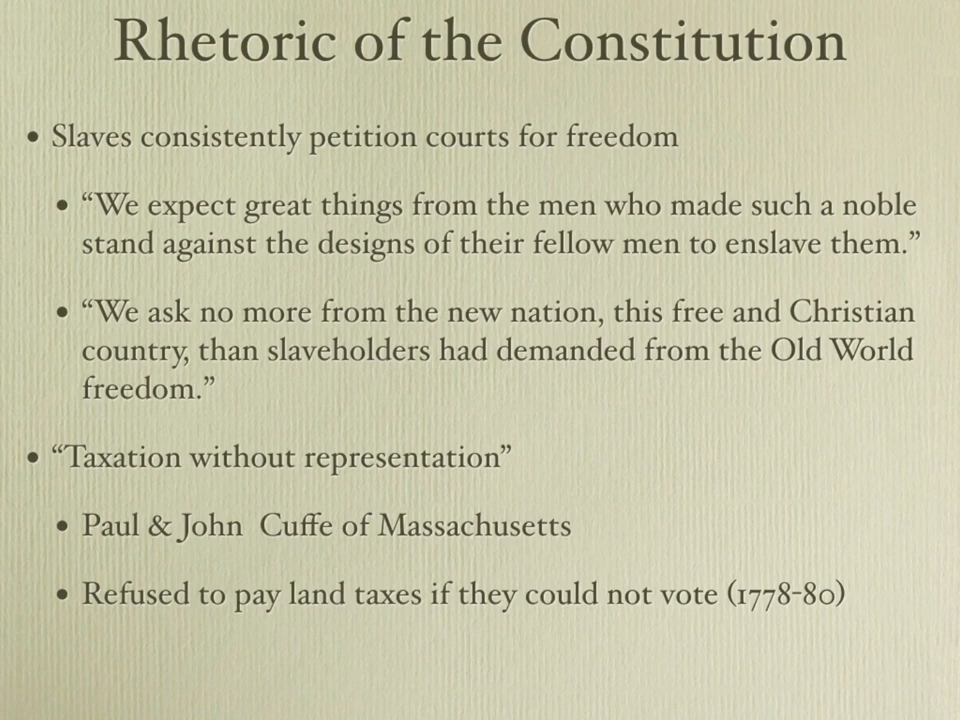 Rhetoric of the Constitution
• Slaves consistently petition courts for freedom
• “We expect great things from the men who made such a noble
stand against the designs of their fellow men to enslave them.”
• “We ask no more from the new nation, this free and Christian
country, than slaveholders had demanded from the Old World
freedom.”
• “Taxation without representation”
• Paul & John Cuffe of Massachusetts
• Refused to pay land taxes if they could not vote (1778-80)